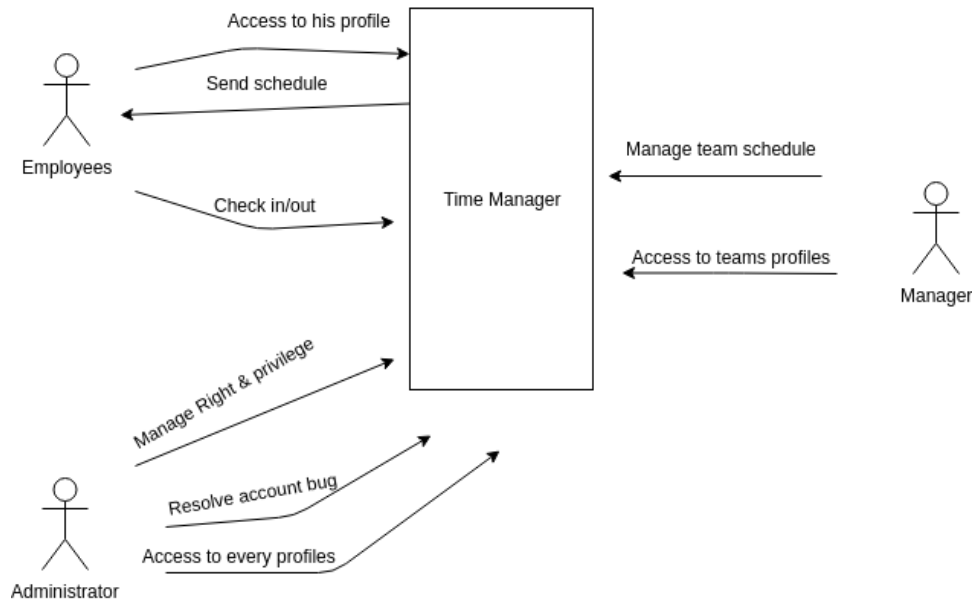 Access to his profile
Send schedule
Employees
Check in/out
Time Manager
Manage team schedule
Access to teams profiles
Manager
Manage Right & privilege
Resolve account bug
Access to every profiles
Administrator